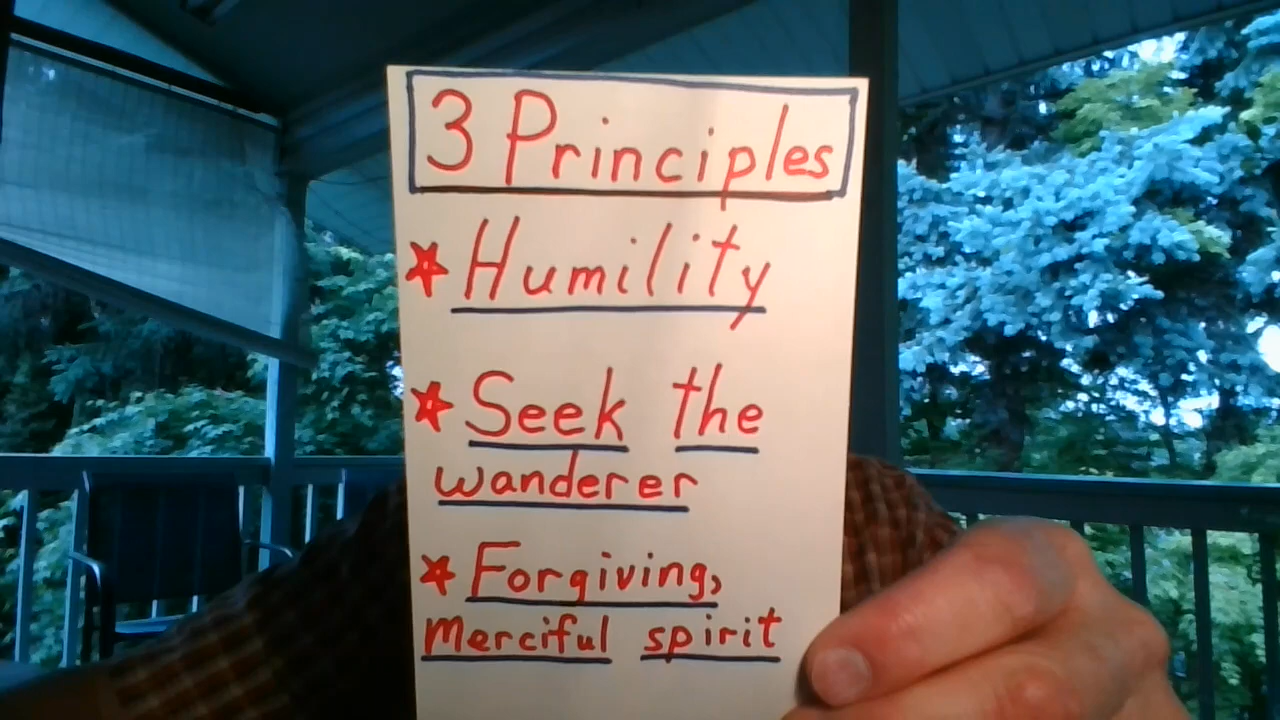 3 Principles
* Humility
* Seek the
wanderer
* Forgiving,
Merciful spirit